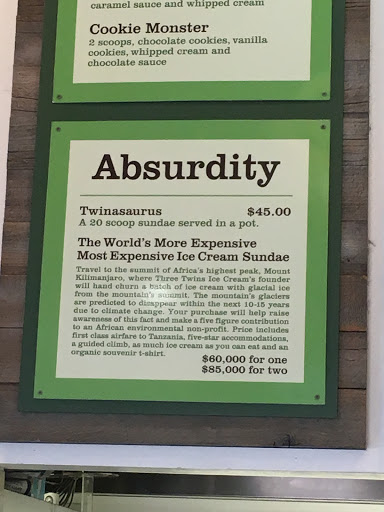 caramel sauce and whipped cream
Cookie Monster
2 scoops, chocolate cookies, vanilla
cookies, whipped cream and
chocolate sauce
Absurdity
Twinasaurus $45.00
A 20 scoop sundae served in a pot.
The World's More Expensive
Most Expensive Ice Cream Sundae
Travel to the summit of Africa's highest peak, Mount
Kilimanjaro, where Three Twins Ice Cream's founder
will hand churn a batch of ice cream with glacial ice
from the mountain's summit. The mountain's glaciers
are predicted to disappear within the next 10-15 years
due to climate change. Your purchase will help raise
awareness of this fact and make a five figure contribution
to an African environmental non-profit. Price includes
first class airfare to Tanzania, five-star accommodations,
a guided climb, as much ice cream as you can eat and an
organic souvenir t-shirt.
$60,000 for one
$85,000 for two